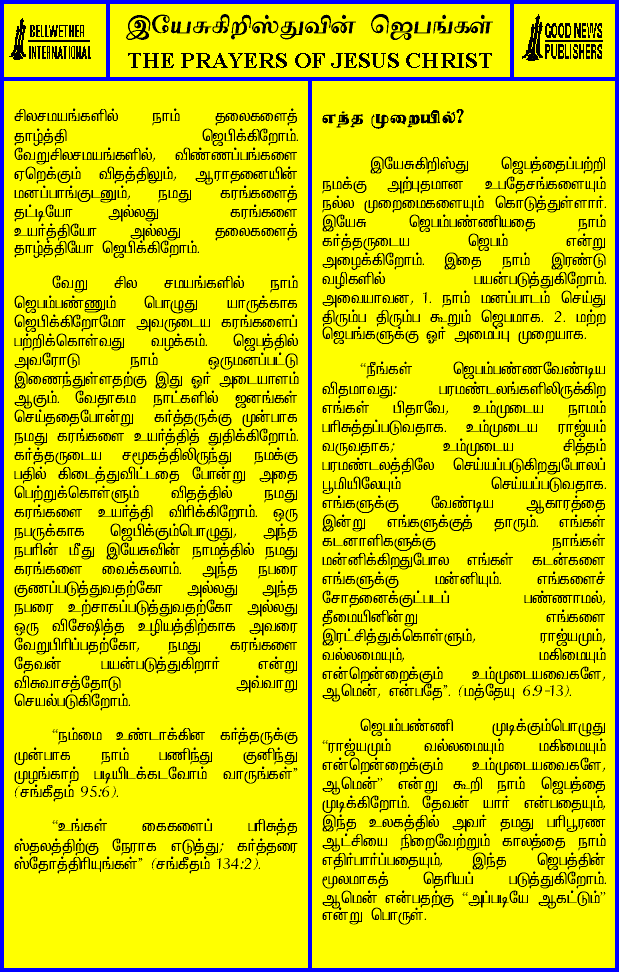 BELLWETHER
INTERNATIONAL
இயேசுகிறிஸ்துவின் ஜெபங்கள்
THE PRAYERS OF JESUS CHRIST
GOOD NEWS
PUBLISHERS
சிலசமயங்களில் நாம் தலைகளைத்
தாழ்த்தி ஜெபிக்கிறோம்.
வேறுசிலசமயங்களில், விண்ணப்பங்களை
ஏறெக்கும் விதத்திலும், ஆராதனையின்
மனப்பாங்குடனும், நமது கரங்களைத்
தட்டியோ அல்லது கரங்களை
உயர்த்தியோ அல்லது தலைகளைத்
தாழ்த்தியோ ஜெபிக்கிறோம்.
வேறு சில சமயங்களில் நாம்
ஜெபம்பண்ணும் பொழுது யாருக்காக
ஜெபிக்கிறோமோ அவருடைய கரங்களைப்
பற்றிக்கொள்வது வழக்கம். ஜெபத்தில்
அவரோடு நாம் ஒருமனப்பட்டு
இணைந்துள்ளதற்கு இது ஓர் அடையாளம்
ஆகும். வேதாகம நாட்களில் ஜனங்கள்
செய்ததைபோன்று கர்த்தருக்கு முன்பாக
நமது கரங்களை உயர்த்தித் துதிக்கிறோம்.
கர்த்தருடைய சமூகத்திலிருந்து நமக்கு
பதில் கிடைத்துவிட்டதை போன்று அதை
பெற்றுக்கொள்ளும் விதத்தில் நமது
கரங்களை உயர்த்தி விரிக்கிறோம். ஒரு
நபருக்காக ஜெபிக்கும்பொழுது, அந்த
நபரின் மீது இயேசுவின் நாமத்தில் நமது
கரங்களை வைக்கலாம். அந்த நபரை
குணப்படுத்துவதற்கோ அல்லது அந்த
நபரை உற்சாகப்படுத்துவதற்கோ அல்லது
ஒரு விசேஷித்த உழியத்திற்காக அவரை
வேறுபிரிப்பதற்கோ, நமது கரங்களை
தேவன் பயன்படுத்துகிறார் என்று
விசுவாசத்தோடு அவ்வாறு
செயல்படுகிறோம்.
“நம்மை உண்டாக்கின கர்த்தருக்கு
முன்பாக நாம் பணிந்து குனிந்து
முழங்காற் படியிடக்கடவோம் வாருங்கள்”
(சங்கீதம் 95:6).
“உங்கள் கைகளைப் பரிசுத்த
ஸ்தலத்திற்கு நேராக எடுத்து; கர்த்தரை
ஸ்தோத்திரியுங்கள்” (சங்கீதம் 134:2).
எந்த முறையில்?
இயேசுகிறிஸ்து ஜெபத்தைப்பற்றி
நமக்கு அற்புதமான உபதேசங்களையும்
நல்ல முறைமைகளையும் கொடுத்துள்ளார்.
இயேசு ஜெபம்பண்ணியதை நாம்
கர்த்தருடைய ஜெபம் என்று
அழைக்கிறோம். இதை நாம் இரண்டு
வழிகளில் பயன்படுத்துகிறோம்.
அவையாவன, 1. நாம் மனப்பாடம் செய்து
திரும்ப திரும்ப கூறும் ஜெபமாக. 2. மற்ற
ஜெபங்களுக்கு ஓர் அமைப்பு முறையாக.
“நீங்கள் ஜெபம்பண்ணவேண்டிய
விதமாவது: பரமண்டலங்களிலிருக்கிற
எங்கள் பிதாவே, உம்முடைய நாமம்
பரிசுத்தப்படுவதாக. உம்முடைய ராஜ்யம்
வருவதாக; உம்முடைய சித்தம்
பரமண்டலத்திலே செய்யப்படுகிறதுபோலப்
பூமியிலேயும் செய்யப்படுவதாக.
எங்களுக்கு வேண்டிய ஆகாரத்தை
இன்று எங்களுக்குத் தாரும். எங்கள்
கடனாளிகளுக்கு நாங்கள்
மன்னிக்கிறதுபோல எங்கள் கடன்களை
எங்களுக்கு மன்னியும். எங்களைச்
சோதனைக்குட்படப் பண்ணாமல்,
தீமையினின்று எங்களை
இரட்சித்துக்கொள்ளும், ராஜ்யமும்,
வல்லமையும், மகிமையும்
என்றென்றைக்கும் உம்முடையவைகளே,
ஆமென், என்பதே”. (மத்தேயு 6:9-13).
ஜெபம்பண்ணி முடிக்கும்பொழுது
“ராஜ்யமும் வல்லமையும் மகிமையும்
என்றென்றைக்கும் உம்முடையவைகளே,
ஆமென்” என்று கூறி நாம் ஜெபத்தை
முடிக்கிறோம். தேவன் யார் என்பதையும்,
இந்த உலகத்தில் அவர் தமது பரிபூரண
ஆட்சியை நிறைவேற்றும் காலத்தை நாம்
எதிர்பார்ப்பதையும், இந்த ஜெபத்தின்
மூலமாகத் தெரியப் படுத்துகிறோம்.
ஆமென் என்பதற்கு “அப்படியே ஆகட்டும்”
என்று பொருள்.